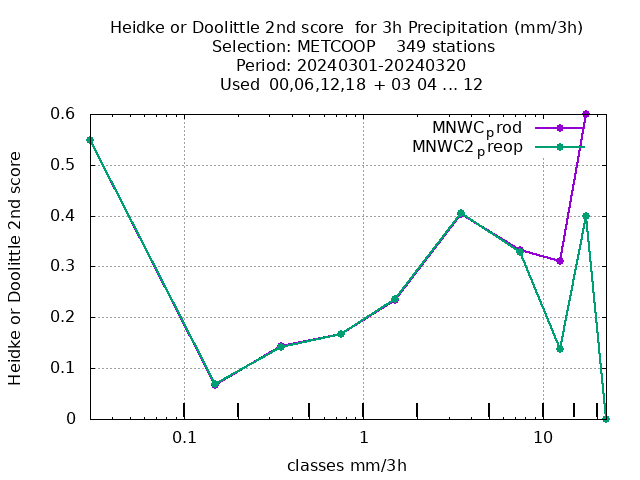 Heidke or Doolittle 2nd score  for 3h Precipitation (mm/3h)
Selection: METCOOP    349 stations
Period: 20240301-20240320
Used 00,06,12,18 + 03 04 ... 12
MNWCprod
MNWC2preop
Heidke or Doolittle 2nd score
0.6
0.5
0.4
0.3
0.2
0.1
0
0.1 1 10
classes mm/3h